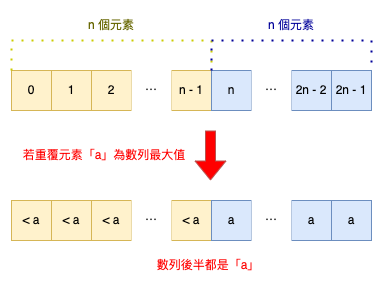 n 個元素 n 個元素
0 1 2 ... n - 1 n ... 2n - 2 2n - 1
若重覆元素「a」為數列最大值
< a < a < a ... < a a ... a a
數列後半都是「a」